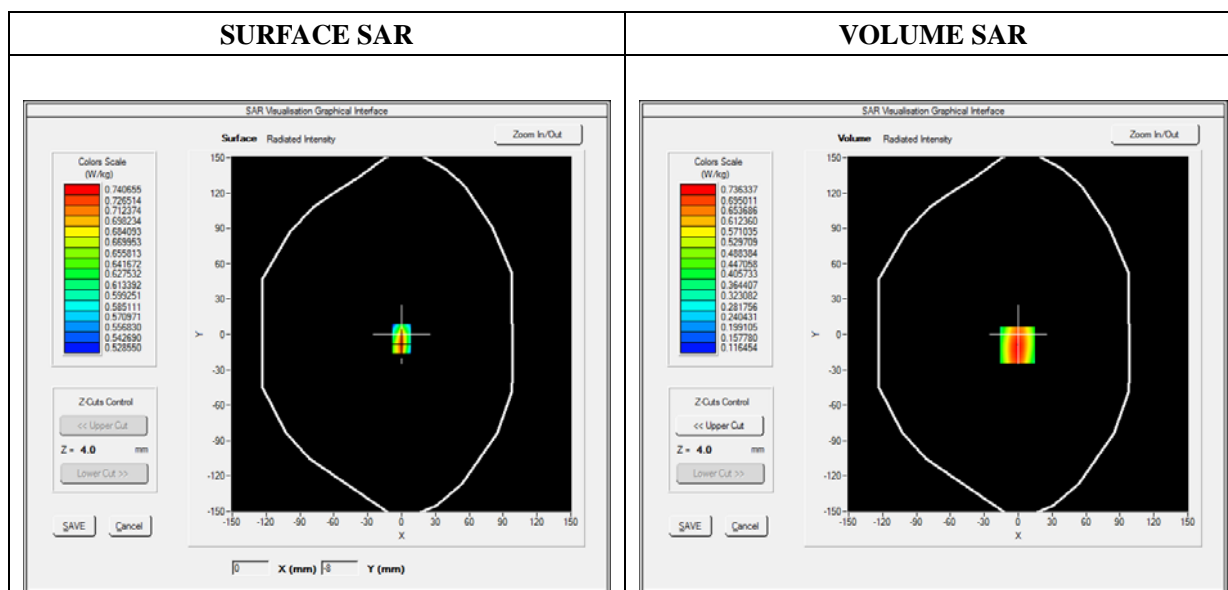 SURFACE SAR
VOLUME SAR
SAR Visualisation Graphical Interface
Surface Radiated Intensity
Zoom In/Out
Colors Scale
(W/kg)
0.740655
0.726514
0.712374
0.698234
0.684093
0.669953
0.655813
0.641672
0.627532
0.613392
0.599251
0.585111
0.570971
0.556830
0.542690
0.528550
150
120
90
60
30
0
-30
-60
-90
-120
-150
Y
-150 -120 -90 -60 -30 0 30 60 90 120 150
X
Z-Cuts Control
<< Upper Cut
Z = 4.0 mm
Lower Cut >>
SAVE Cancel
0 X (mm) -8 Y (mm)
SAR Visualisation Graphical Interface
Volume Radiated Intensity
Zoom In/Out
Colors Scale
(W/kg)
0.736337
0.695011
0.653686
0.612360
0.571035
0.529709
0.488384
0.447058
0.405733
0.364407
0.323082
0.281756
0.240431
0.199105
0.157780
0.116454
150
120
90
60
30
0
-30
-60
-90
-120
-150
Y
-150 -120 -90 -60 -30 0 30 60 90 120 150
X
Z-Cuts Control
<< Upper Cut
Z = 4.0 mm
Lower Cut >>
SAVE Cancel